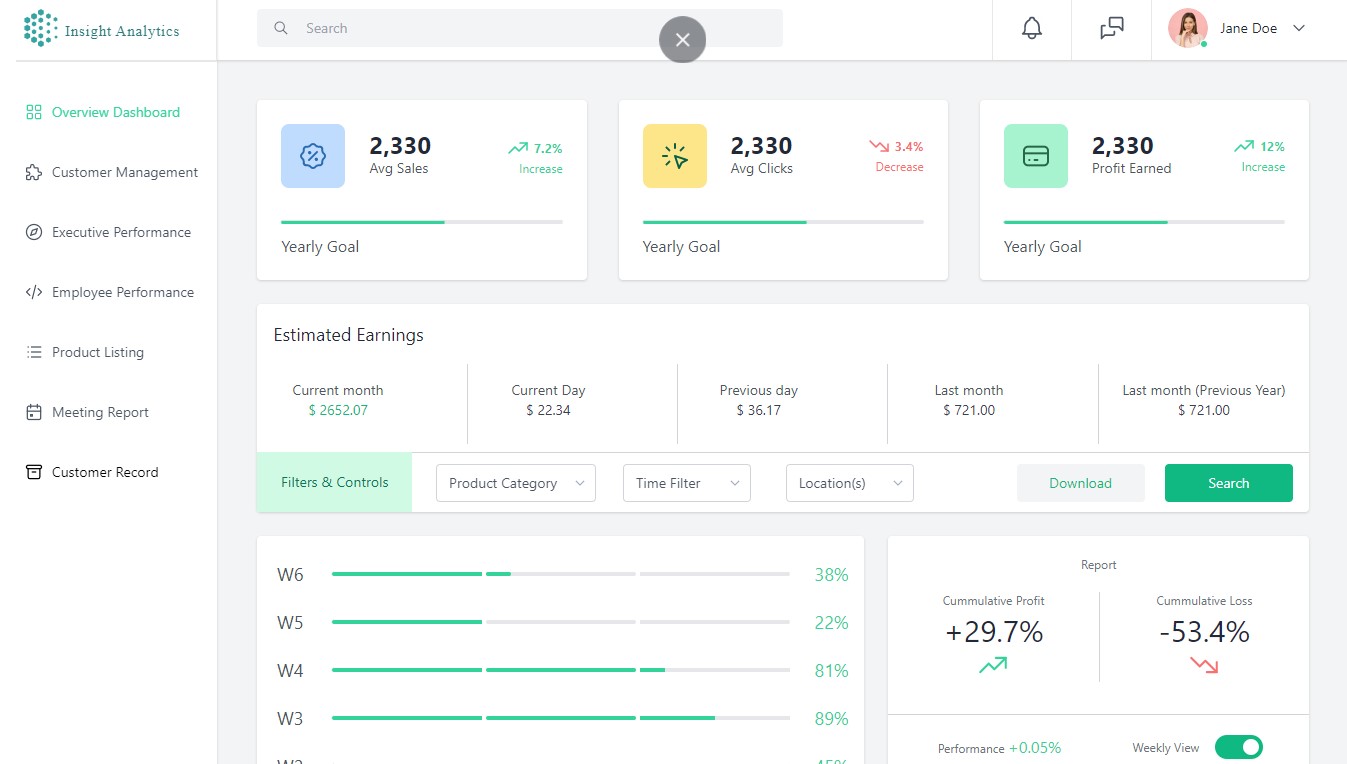 Insight Analytics
Search
Jane Doe
Overview Dashboard
Customer Management
Executive Performance
Employee Performance
Product Listing
Meeting Report
Customer Record
2,330
Avg Sales
7.2%
Increase
Yearly Goal
2,330
Avg Clicks
3.4%
Decrease
Yearly Goal
2,330
Profit Earned
12%
Increase
Yearly Goal
Estimated Earnings
Current month
$ 2652.07
Current Day
$ 22.34
Previous day
$ 36.17
Last month
$ 721.00
Last month (Previous Year)
$ 721.00
Filters & Controls
Product Category
Time Filter
Location(s)
Download
Search
W6 38%
W5 22%
W4 81%
W3 89%
Report
Cummulative Profit
+29.7%
Cummulative Loss
-53.4%
Performance +0.05%
Weekly View